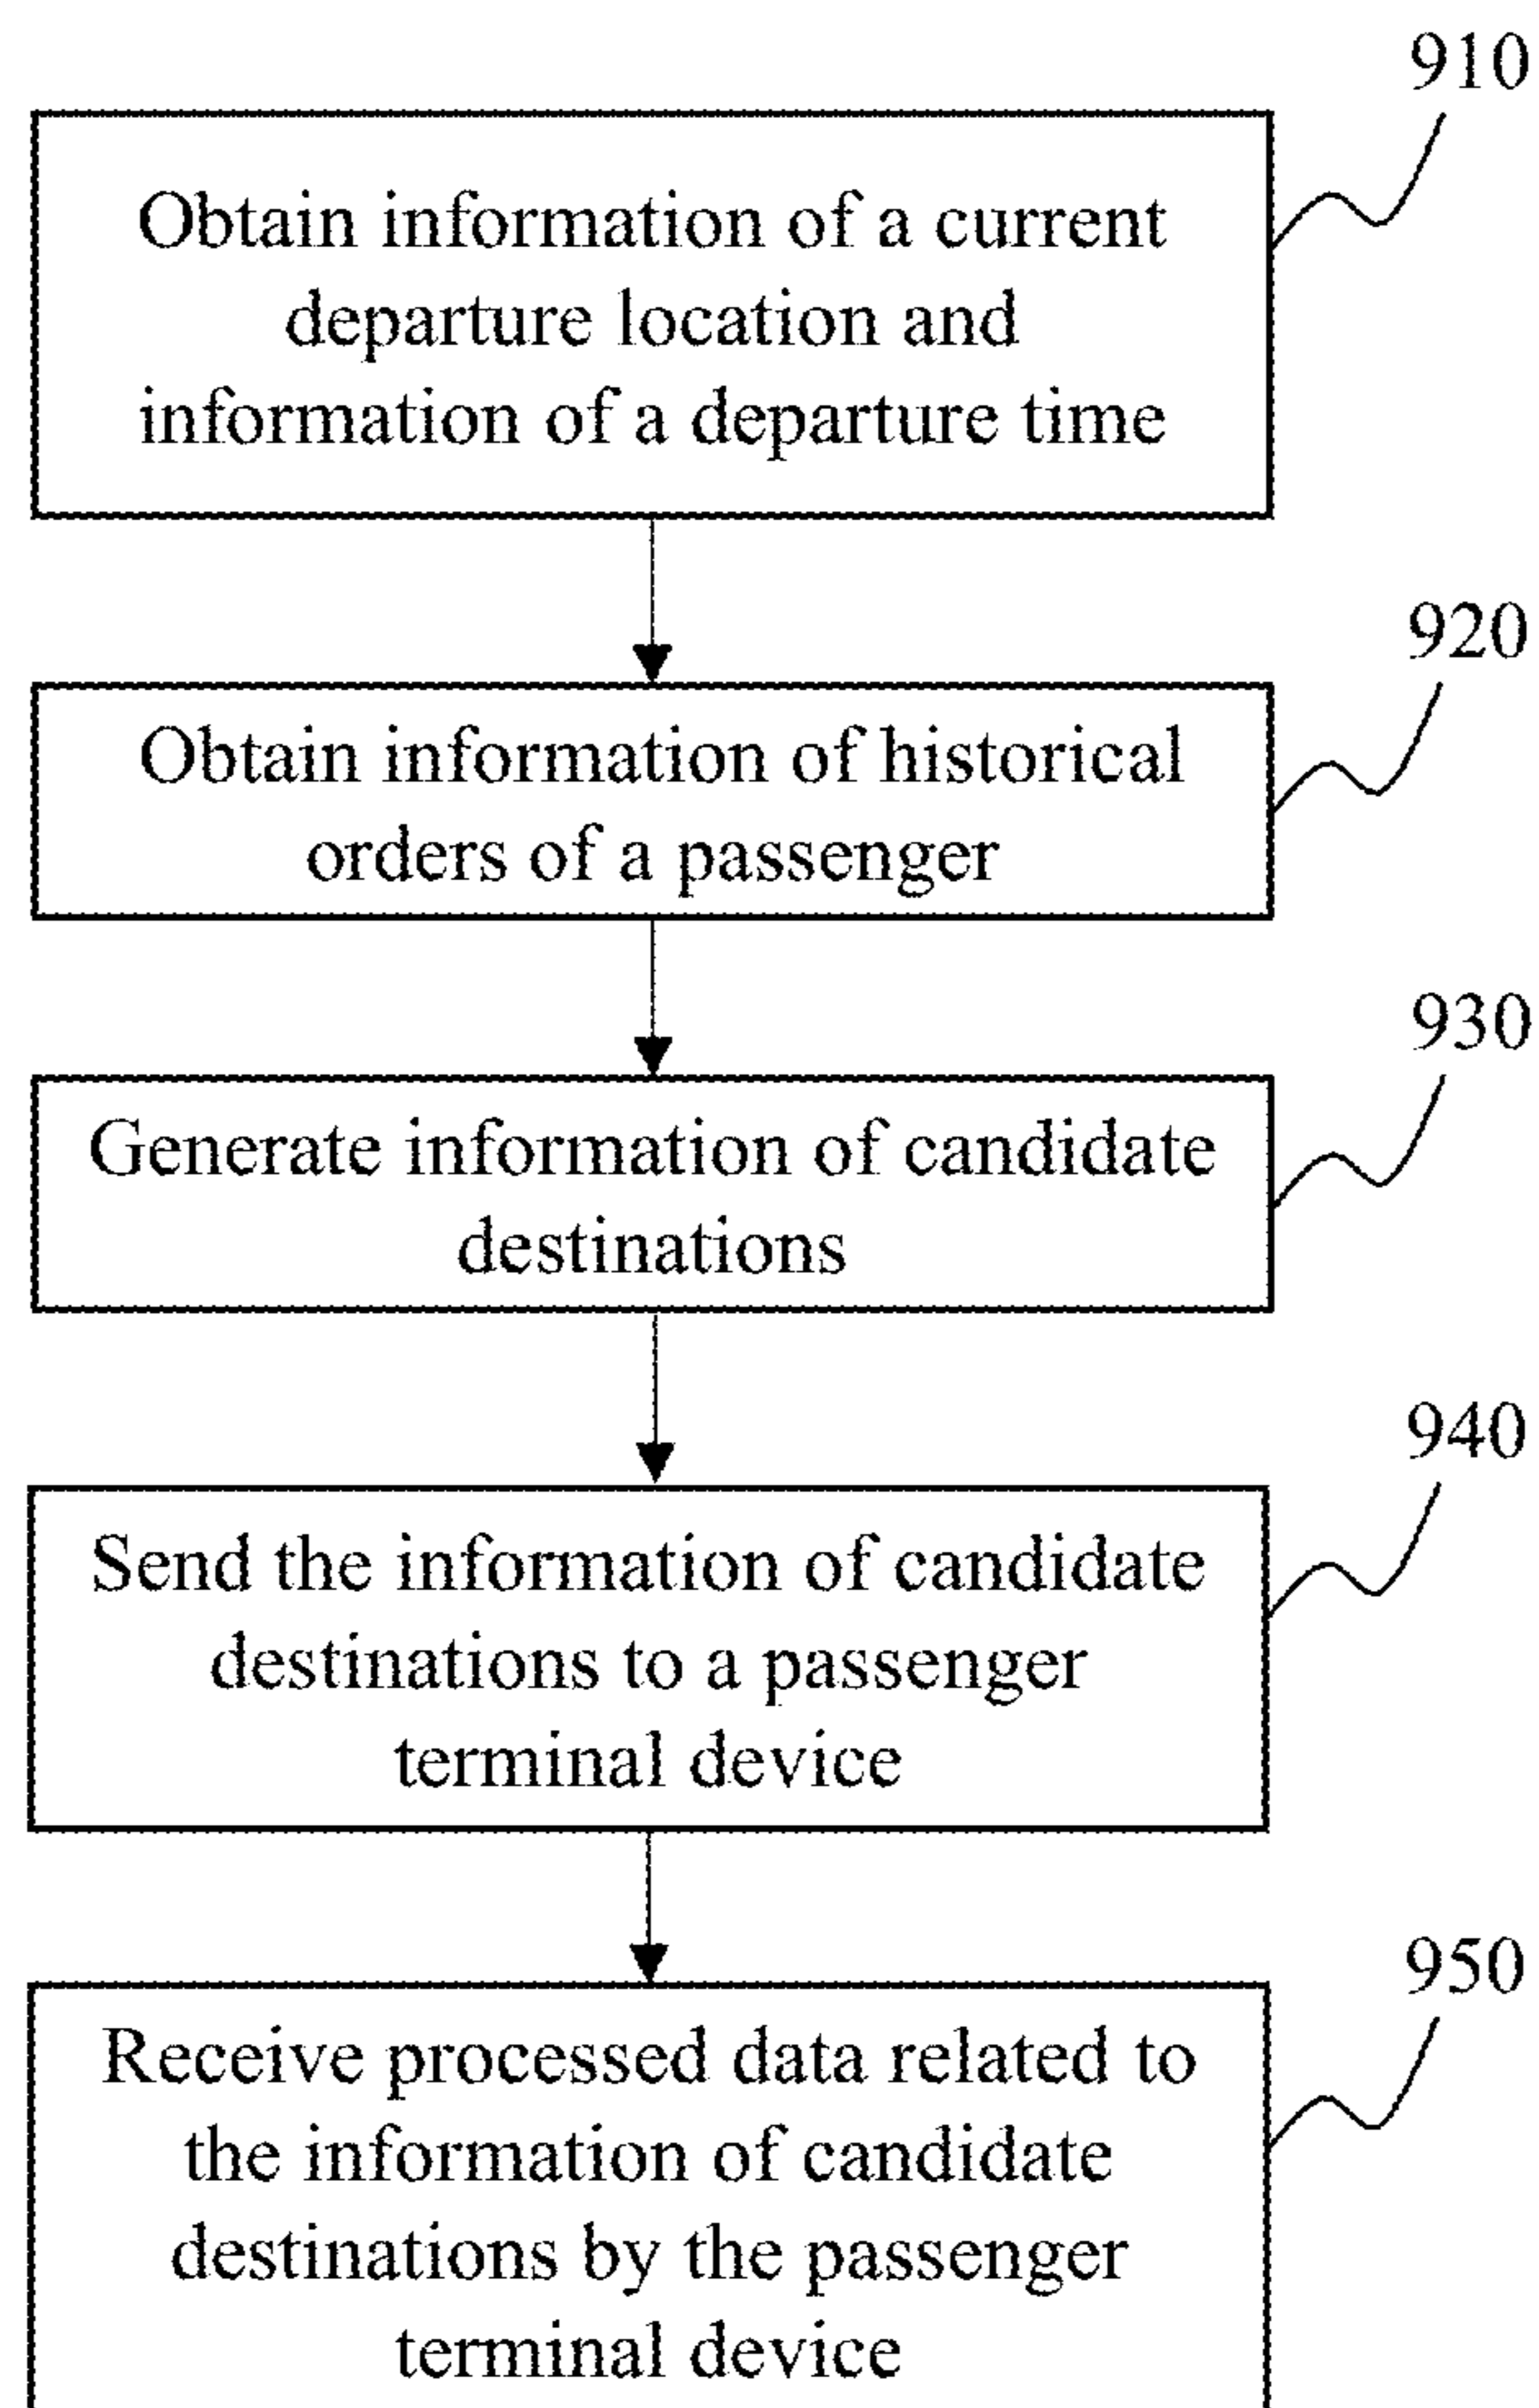 910
Obtain information of a current
departure location and
information of a departure time
920
Obtain information of historical
orders of a passenger
930
Generate information of candidate
destinations
940
Send the information of candidate
destinations to a passenger
terminal device
950
Receive processed data related to
the information of candidate
destinations by the passenger
terminal device